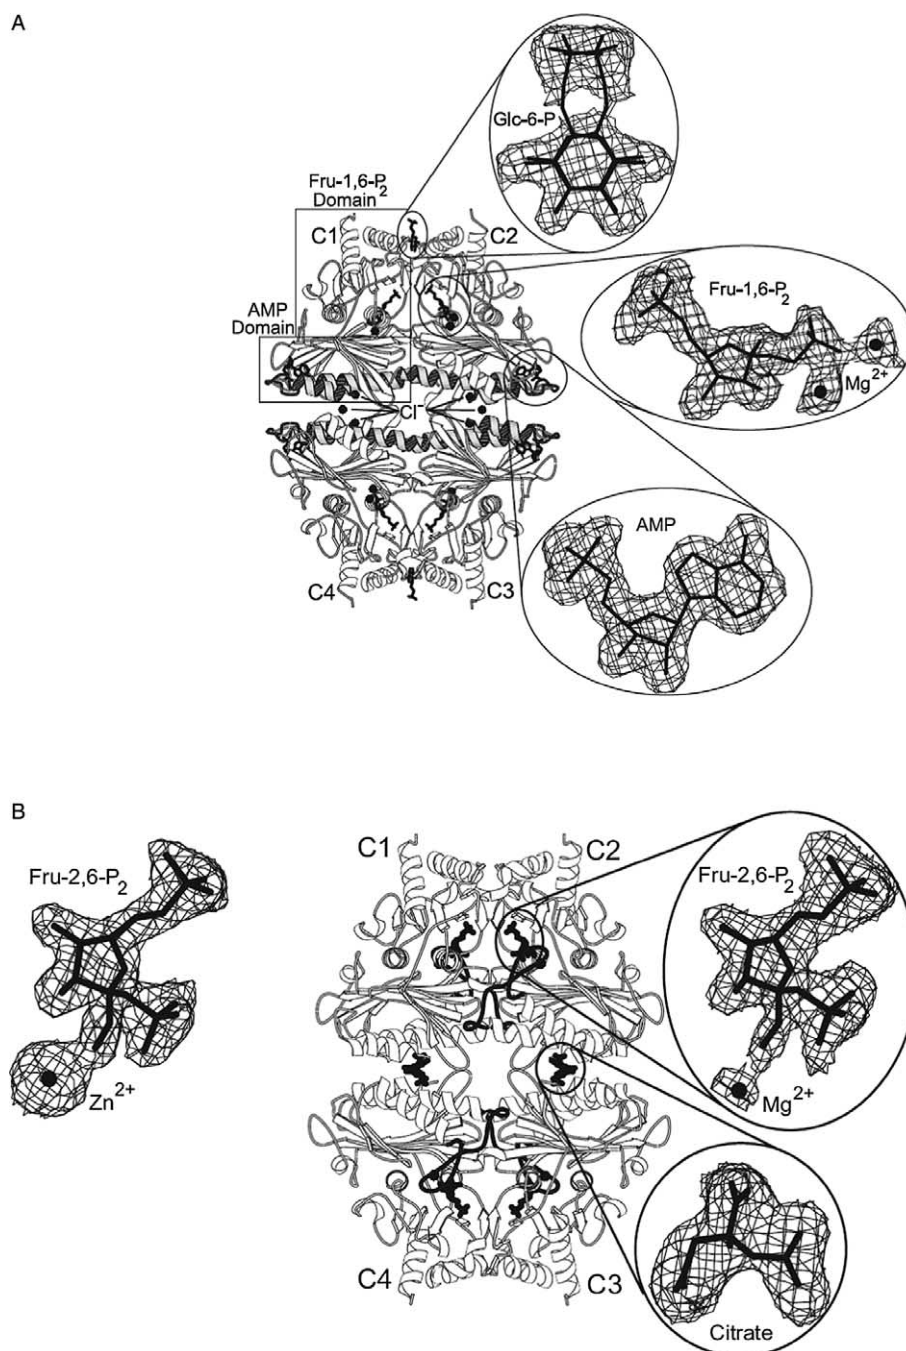 A
Glc-6-P
Fru-1,6-P2
Domain
C1
C2
Fru-1,6-P2
Mg2+
AMP
Domain
Cl−
AMP
C4
C3
B
Fru-2,6-P2
Zn2+
C1
C2
Fru-2,6-P2
Mg2+
C4
C3
Citrate